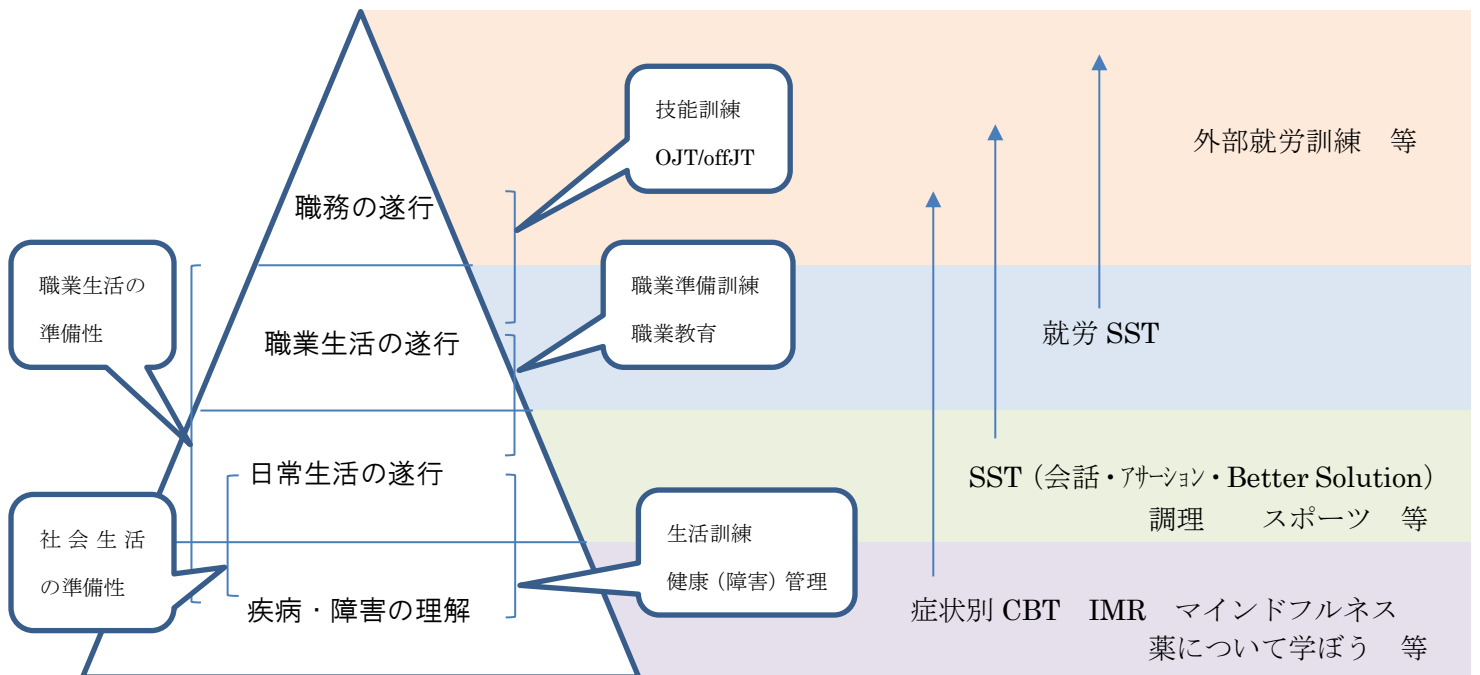 技能訓練
OJT/offJT
外部就労訓練　等
職務の遂行
職業生活の
準備性
職業準備訓練
職業教育
職業生活の遂行
就労 SST
日常生活の遂行
SST（会話・ｱｻｰｼｮﾝ・Better Solution）
調理　　スポーツ　等
社会生活
の準備性
生活訓練
健康（障害）管理
疾病・障害の理解
症状別 CBT　IMR　マインドフルネス
薬について学ぼう　等